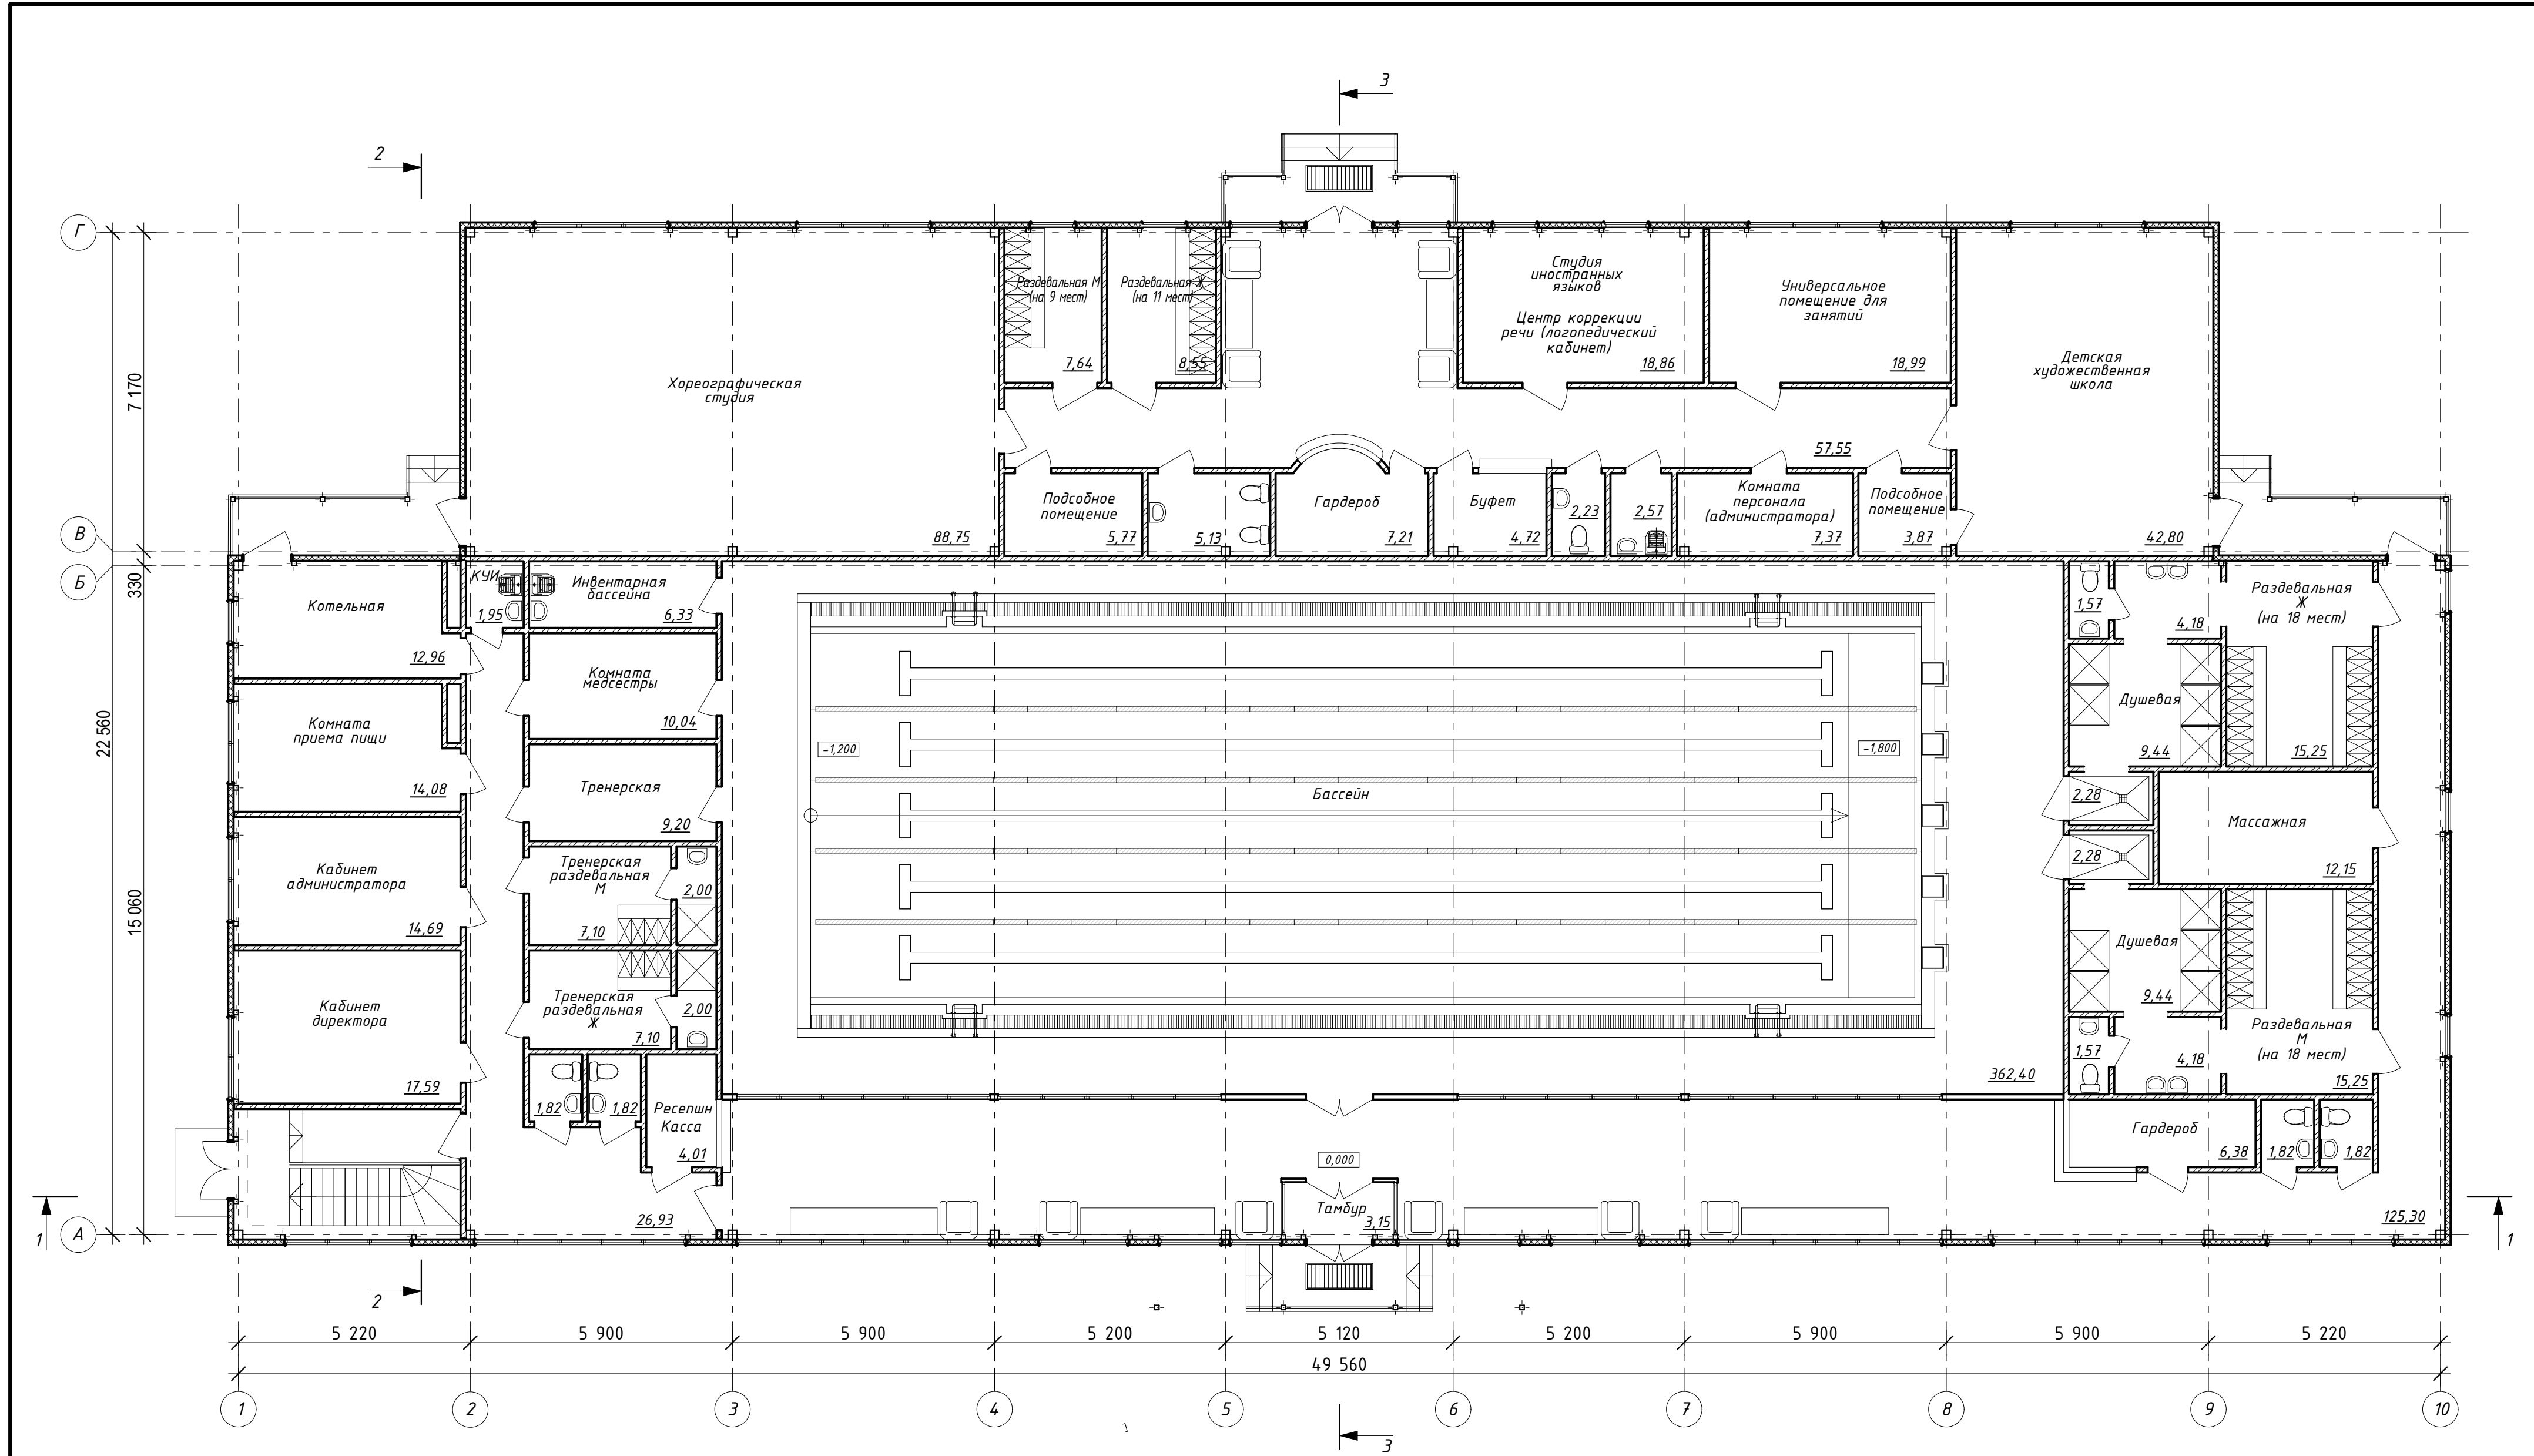 3
2
Г
Студия
иностранных
языков
Центр коррекции
речи (логопедический
кабинет)
18,86
Универсальное
помещение для
занятий
18,99
Раздевальная М
(на 9 мест)
7,64
Раздевальная Ж
(на 11 мест)
8,55
Детская
художественная
школа
42,80
Хореографическая
студия
88,75
7 170
57,55
Подсобное
помещение
5,77
5,13
Гардероб
7,21
Буфет
4,72
2,23
2,57
Комната
персонала
(администратора)
7,37
Подсобное
помещение
3,87
В
Б
330
22 560
15 060
Котельная
12,96
КУИ
1,95
Инвентарная
бассейна
6,33
Комната
медсестры
10,04
Комната
приема пищи
14,08
Тренерская
9,20
Кабинет
администратора
14,69
Тренерская
раздевальная
М
7,10
2,00
Кабинет
директора
17,59
Тренерская
раздевальная
Ж
7,10
2,00
1,82
1,82
Ресепшн
Касса
4,01
26,93
-1,200
-1,800
Бассейн
362,40
1,57
4,18
Раздевальная
Ж
(на 18 мест)
15,25
Душевая
9,44
2,28
Массажная
12,15
2,28
Душевая
9,44
1,57
4,18
Раздевальная
М
(на 18 мест)
15,25
Гардероб
6,38
1,82
1,82
0,000
Тамбур
3,15
125,30
А
1
1
2
5 220
5 900
5 900
5 200
5 120
5 200
5 900
5 900
5 220
49 560
1
2
3
4
5
6
7
8
9
10
3